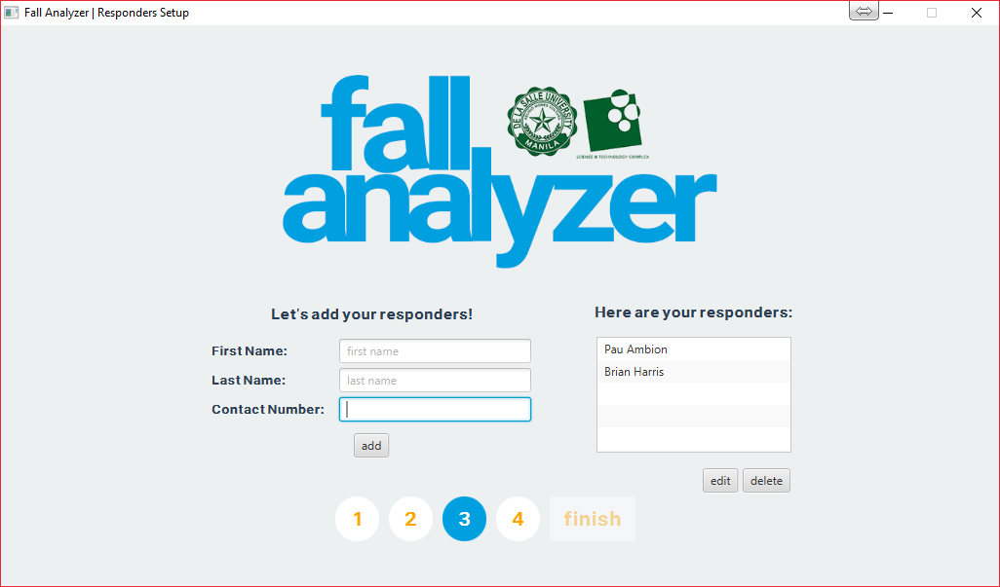 Fall Analyzer | Responders Setup
fall
analyzer
DE LA SALLE UNIVERSITY
MANILA
SCIENCE & TECHNOLOGY COMPLEX
Let's add your responders!
First Name:
first name
Last Name:
last name
Contact Number:
add
Here are your responders:
Pau Ambion
Brian Harris
edit
delete
1
2
3
4
finish